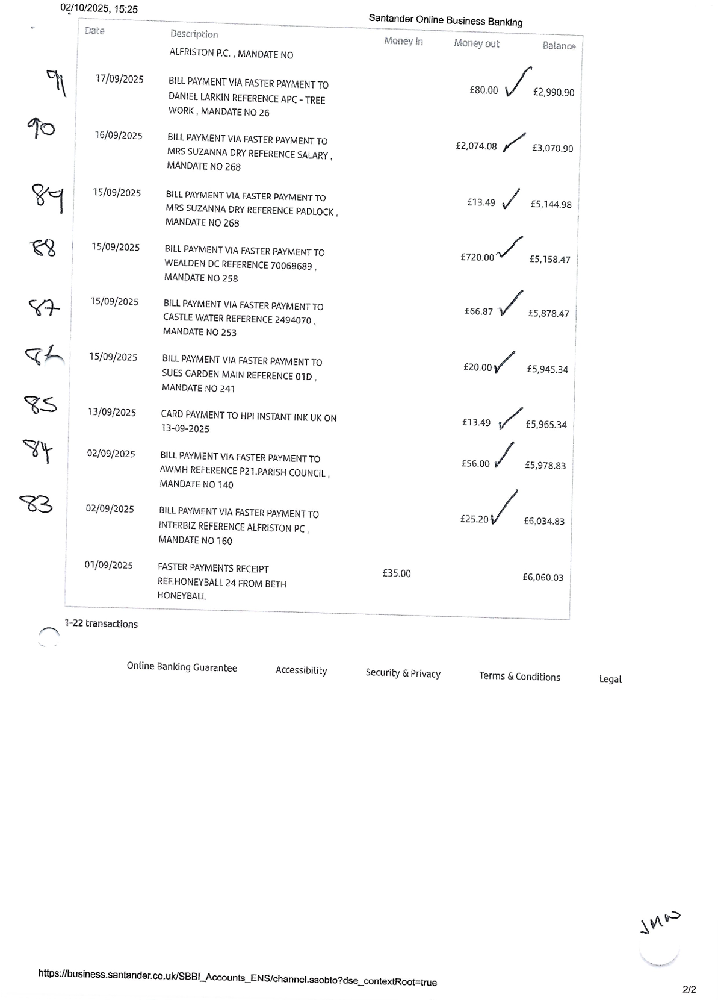 02/10/2025, 15:25
Santander Online Business Banking
Date Description Money in Money out Balance
ALFRISTON P.C. , MANDATE NO
91 17/09/2025 BILL PAYMENT VIA FASTER PAYMENT TO £80.00 £2,990.90
DANIEL LARKIN REFERENCE APC - TREE
WORK , MANDATE NO 26
90 16/09/2025 BILL PAYMENT VIA FASTER PAYMENT TO £2,074.08 £3,070.90
MRS SUZANNA DRY REFERENCE SALARY ,
MANDATE NO 268
89 15/09/2025 BILL PAYMENT VIA FASTER PAYMENT TO £13.49 £5,144.98
MRS SUZANNA DRY REFERENCE PADLOCK ,
MANDATE NO 268
88 15/09/2025 BILL PAYMENT VIA FASTER PAYMENT TO £720.00 £5,158.47
WEALDEN DC REFERENCE 70068689 ,
MANDATE NO 258
87 15/09/2025 BILL PAYMENT VIA FASTER PAYMENT TO £66.87 £5,878.47
CASTLE WATER REFERENCE 2494070 ,
MANDATE NO 253
86 15/09/2025 BILL PAYMENT VIA FASTER PAYMENT TO £20.00 £5,945.34
SUES GARDEN MAIN REFERENCE 01D ,
MANDATE NO 241
85 13/09/2025 CARD PAYMENT TO HPI INSTANT INK UK ON £13.49 £5,965.34
13-09-2025
84 02/09/2025 BILL PAYMENT VIA FASTER PAYMENT TO £56.00 £5,978.83
AWMH REFERENCE P21.PARISH COUNCIL ,
MANDATE NO 140
83 02/09/2025 BILL PAYMENT VIA FASTER PAYMENT TO £25.20 £6,034.83
INTERBIZ REFERENCE ALFRISTON PC ,
MANDATE NO 160
01/09/2025 FASTER PAYMENTS RECEIPT £35.00 £6,060.03
REF.HONEYBALL 24 FROM BETH
HONEYBALL
1-22 transactions
Online Banking Guarantee Accessibility Security & Privacy Terms & Conditions Legal
JMW
https://business.santander.co.uk/SBBI_Accounts_ENS/channel.ssobto?dse_contextRoot=true
2/2